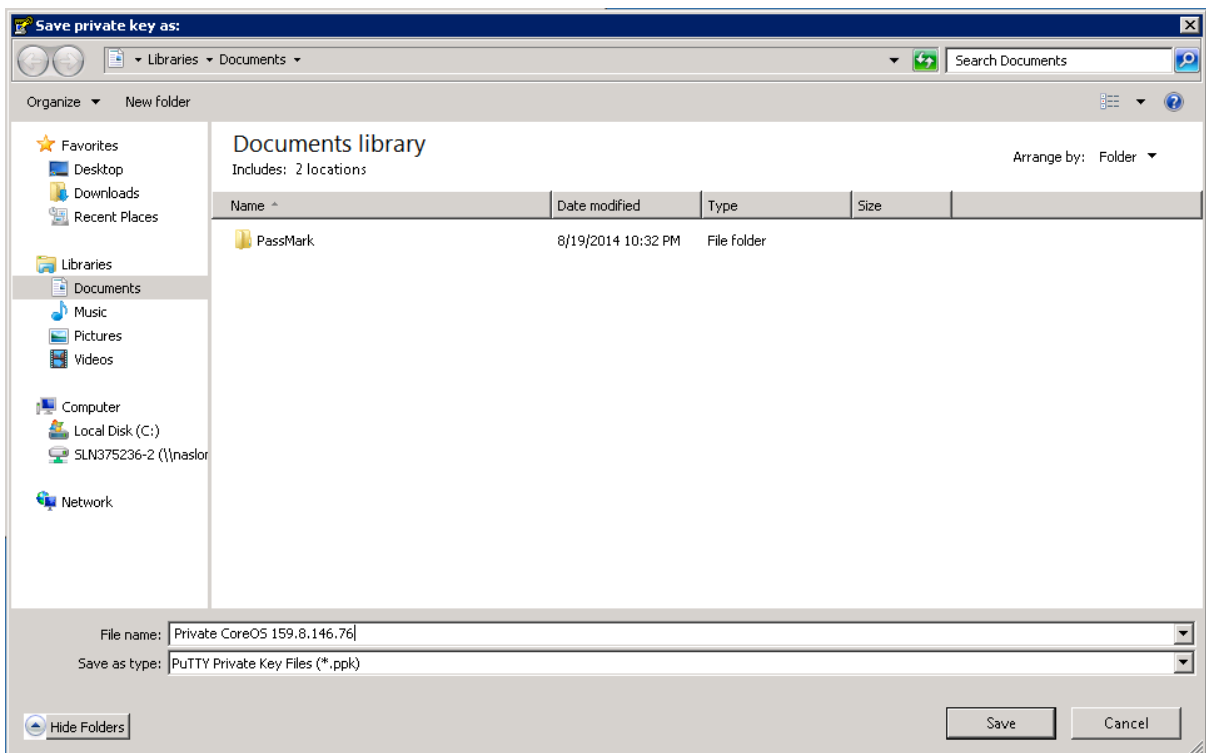 Save private key as:
Libraries Documents
Search Documents
Organize New folder
Favorites
Desktop
Downloads
Recent Places
Libraries
Documents
Music
Pictures
Videos
Computer
Local Disk (C:)
SLN375236-2 (\\naslor
Network
Documents library
Includes: 2 locations
Arrange by: Folder
Name Date modified Type Size
PassMark 8/19/2014 10:32 PM File folder
File name: Private CoreOS 159.8.146.76
Save as type: PuTTY Private Key Files (*.ppk)
Hide Folders
Save Cancel